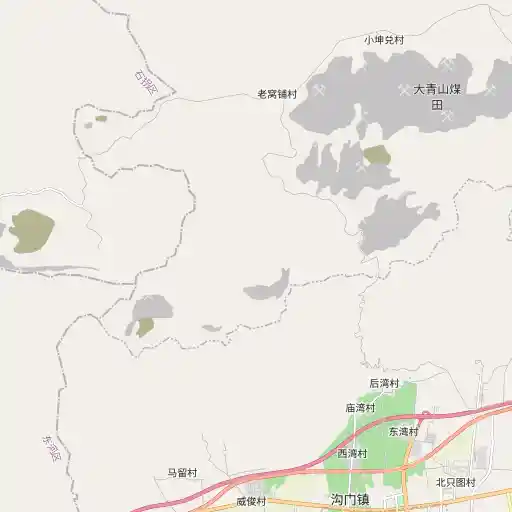 小坤兑村
石拐区
老窝铺村
大青山煤
田
后湾村
庙湾村
东湾村
东河区
西湾村
马留村
北只图村
威俊村
沟门镇